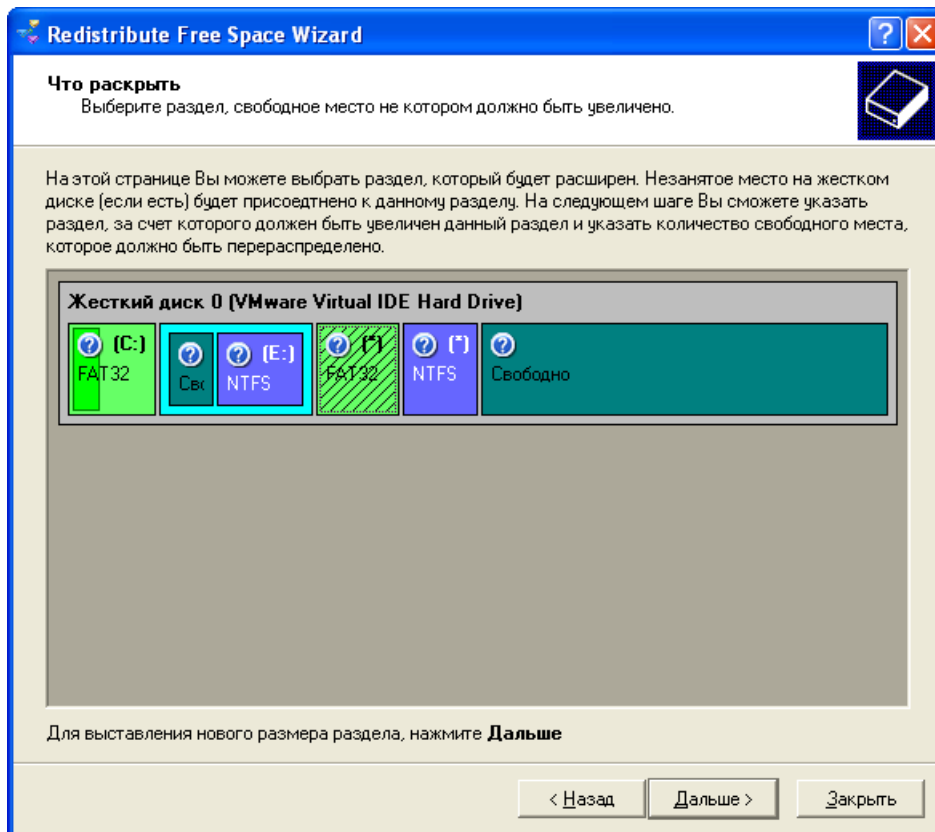 Redistribute Free Space Wizard
Что раскрыть
Выберите раздел, свободное место не котором должно быть увеличено.
На этой странице Вы можете выбрать раздел, который будет расширен. Незанятое место на жестком
диске (если есть) будет присоедтнено к данному разделу. На следующем шаге Вы сможете указать
раздел, за счет которого должен быть увеличен данный раздел и указать количество свободного места,
которое должно быть перераспределено.
Жесткий диск 0 (VMware Virtual IDE Hard Drive)
(C:) (E:) (*) (*)
FAT32 Сво NTFS FAT32 NTFS Свободно
Для выставления нового размера раздела, нажмите Дальше
< Назад Дальше > Закрыть